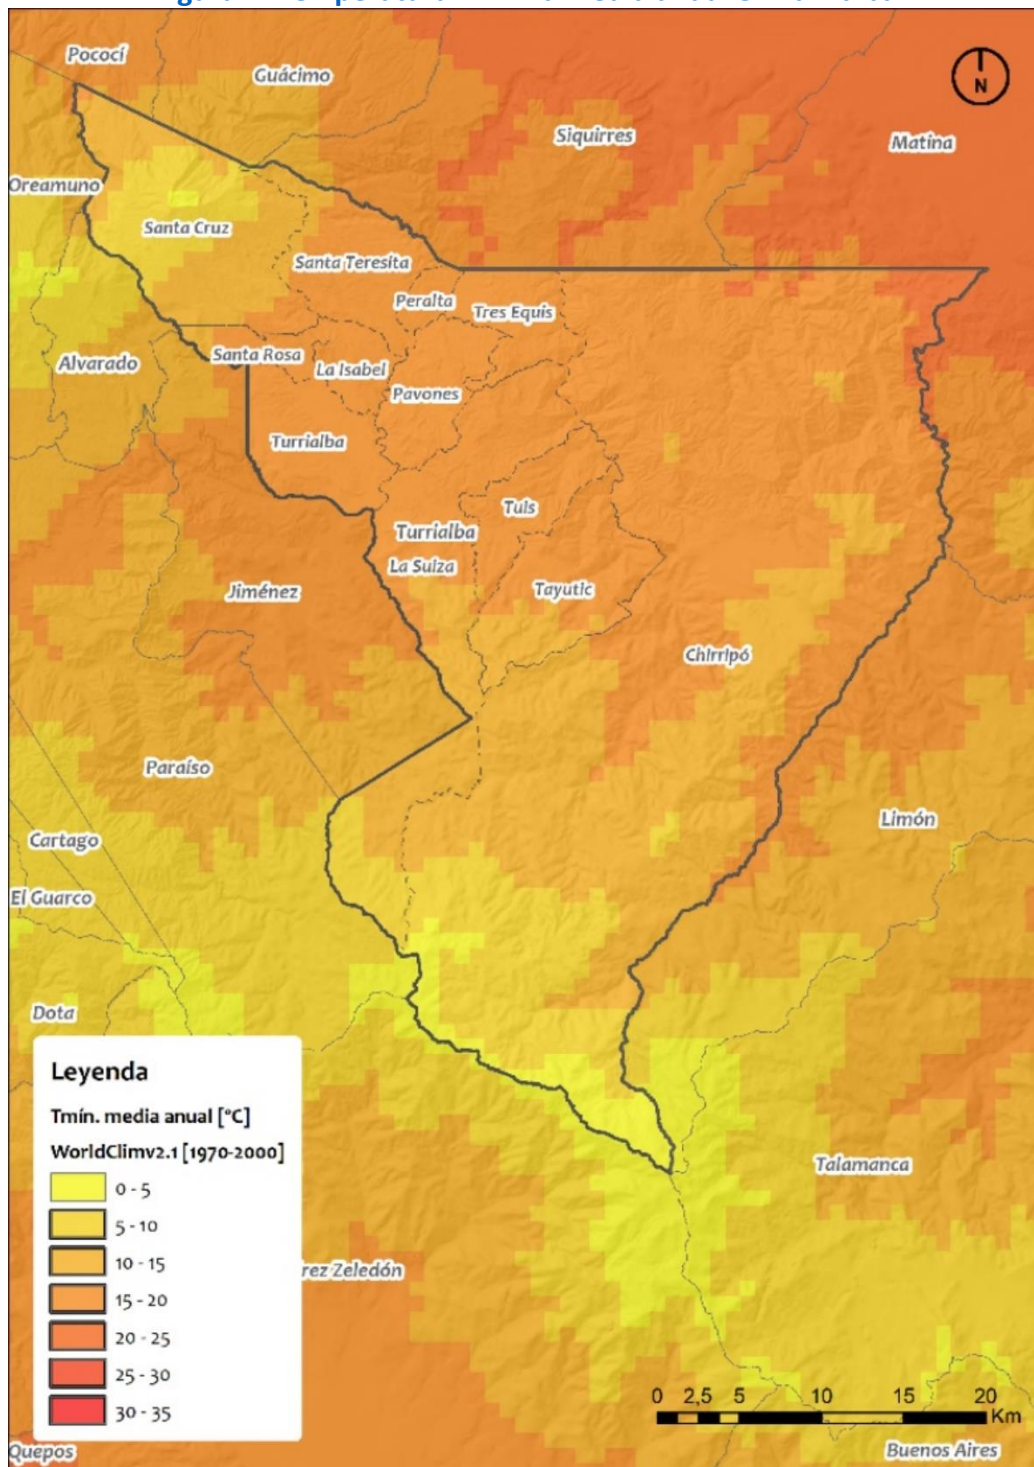 Pococí
Guácimo
N
Siquirres
Matina
Oreamuno
Santa Cruz
Santa Teresita
Peralta
Tres Equis
Santa Rosa
La Isabel
Alvarado
Pavones
Turrialba
Tuis
Turrialba
La Suiza
Tayutic
Jiménez
Chirripó
Paraíso
Limón
Cartago
El Guarco
Dota
Leyenda
Tmín. media anual [°C]
WorldClimv2.1 [1970-2000]
0 - 5
5 - 10
10 - 15
15 - 20
20 - 25
25 - 30
30 - 35
Talamanca
rez Zeledón
0 2,5 5 10 15 20
Km
Quepos
Buenos Aires